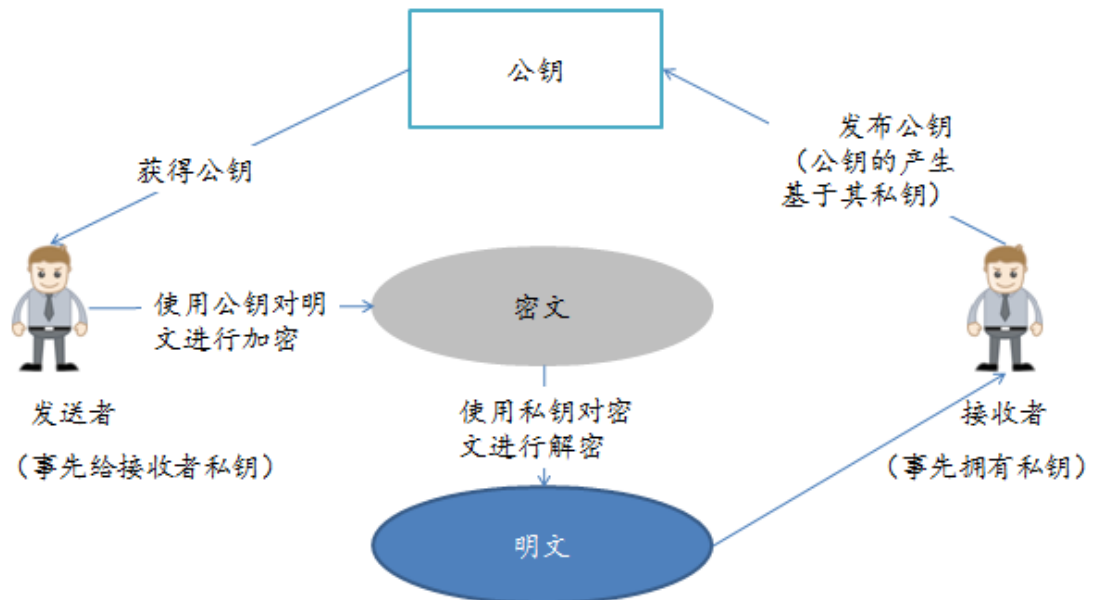 公钥
发布公钥
（公钥的产生
基于其私钥）
获得公钥
使用公钥对明
文进行加密
密文
发送者
（事先给接收者私钥）
使用私钥对密
文进行解密
接收者
（事先拥有私钥）
明文